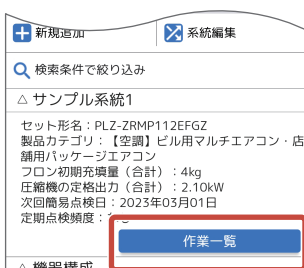 新規追加
系統編集
検索条件で絞り込み
△ サンプル系統1
セット形名：PLZ-ZRMP112EFGZ
製品カテゴリ：【空調】ビル用マルチエアコン・店
舗用パッケージエアコン
フロン初期充填量（合計）：4kg
圧縮機の定格出力（合計）：2.10kW
次回簡易点検日：2023年03月01日
定期点検頻度：
作業一覧
△ 機器構成